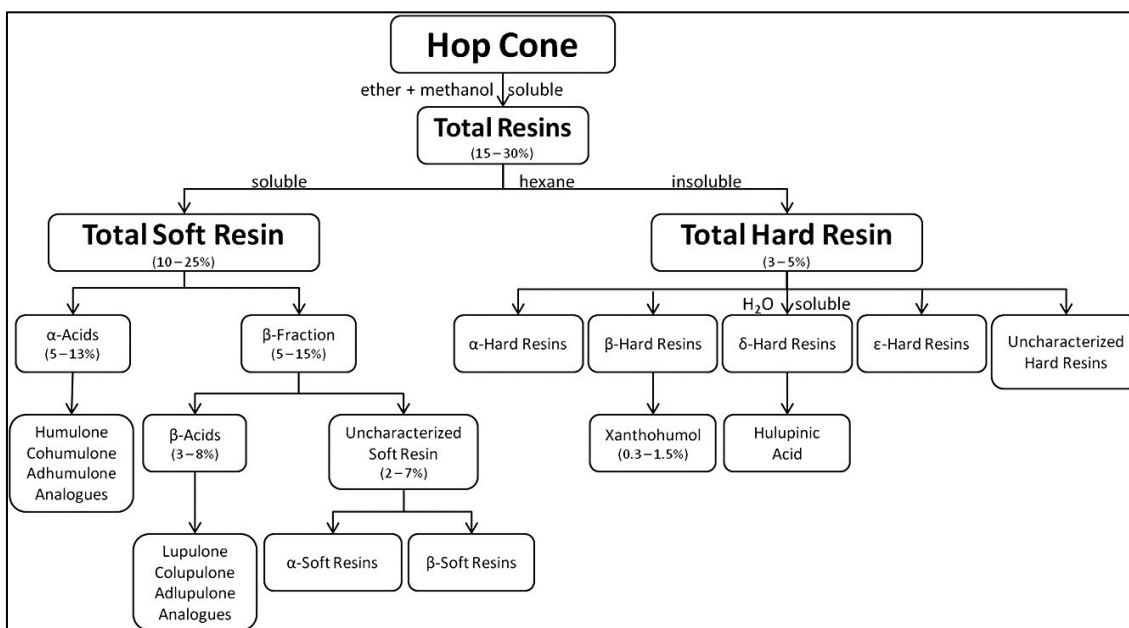 Hop Cone
ether + methanol soluble
Total Resins
(15–30%)
soluble hexane insoluble
Total Soft Resin
(10–25%)
Total Hard Resin
(3–5%)
H₂O soluble
α-Acids
(5–13%)
β-Fraction
(5–15%)
α-Hard Resins
β-Hard Resins
δ-Hard Resins
ε-Hard Resins
Uncharacterized
Hard Resins
Humulone
Cohumulone
Adhumulone
Analogues
β-Acids
(3–8%)
Uncharacterized
Soft Resin
(2–7%)
Xanthohumol
(0.3–1.5%)
Hulupinic
Acid
Lupulone
Colupulone
Adlupulone
Analogues
α-Soft Resins
β-Soft Resins